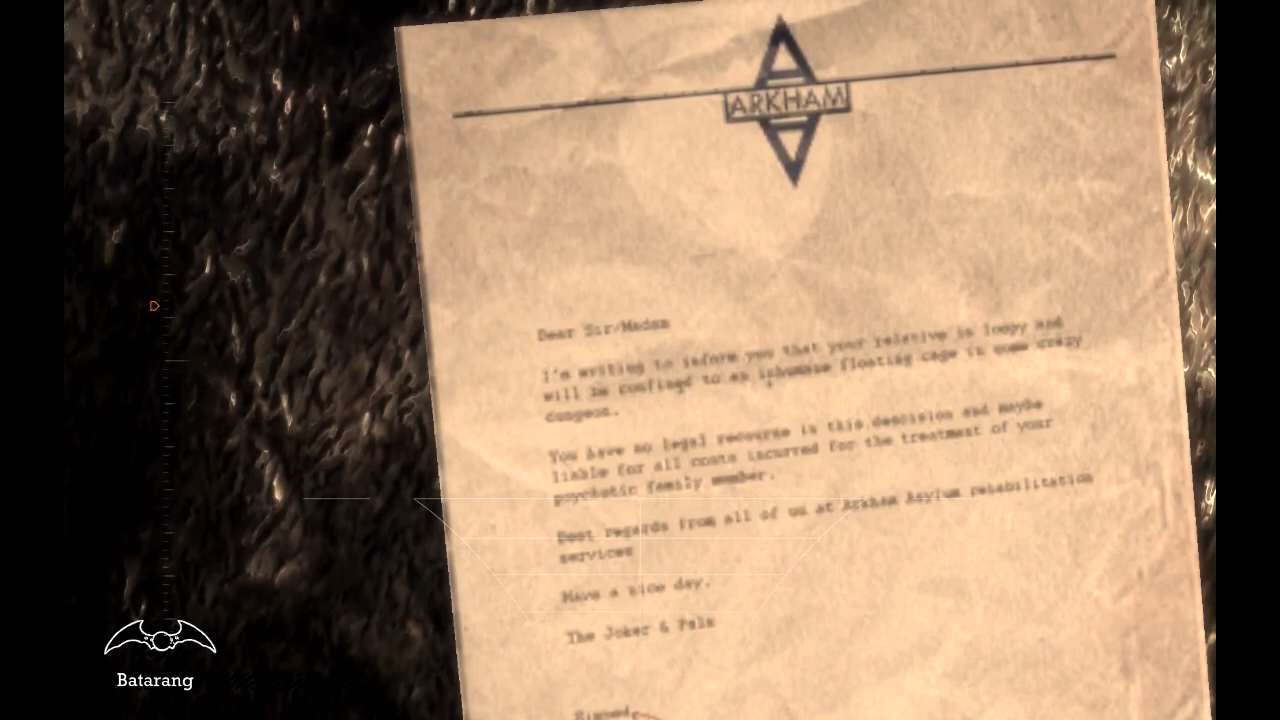 ARKHAM
Dear Sir/Madam
I'm writing to inform you that your relative is loopy and
will be confined to an inhumane floating cage in some crazy
dungeon.
You have no legal recourse in this descision and maybe
liable for all costs incurred for the treatment of your
psychotic family member.
Best regards from all of us at Arkham Asylum rehabilitation
services
Have a nice day.
The Joker & Pals
Signed
Batarang